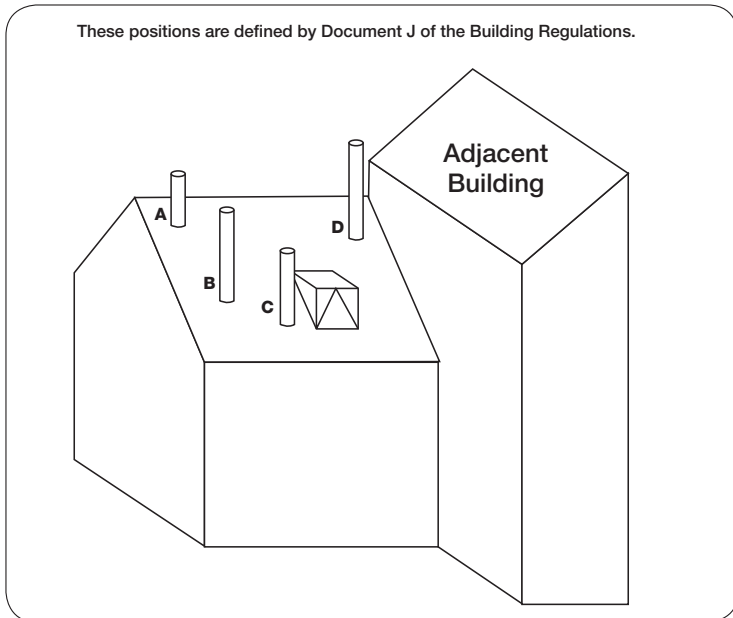 These positions are defined by Document J of the Building Regulations.
Adjacent
Building
A
D
B
C